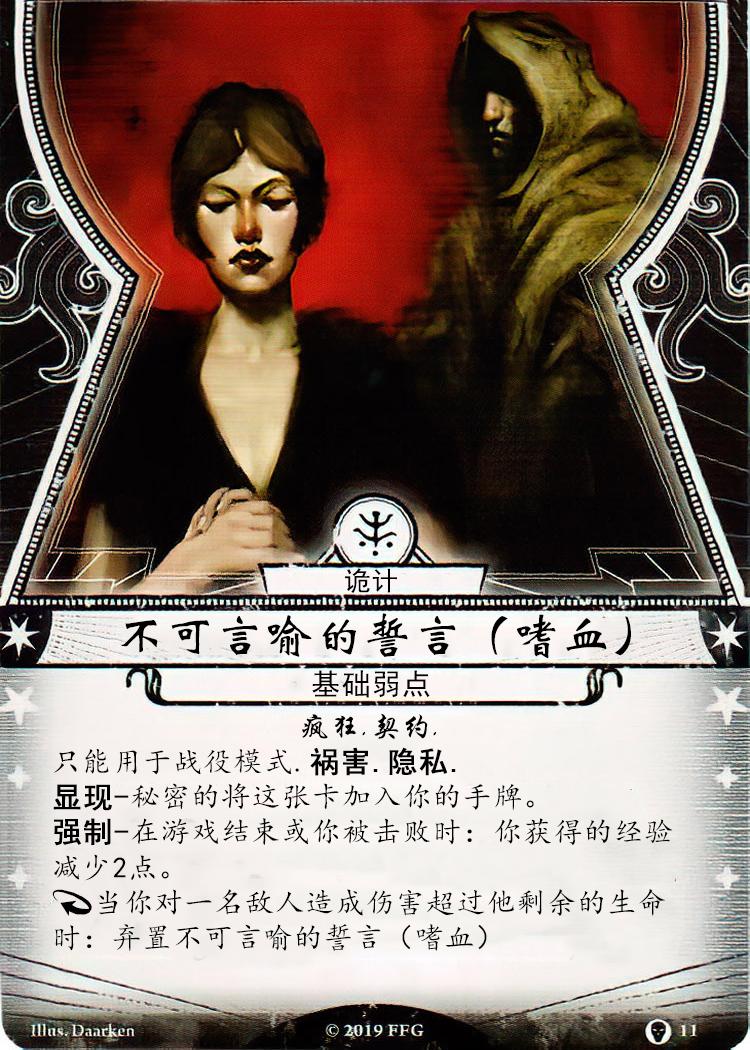 诡计
不可言喻的誓言（嗜血）
基础弱点
疯狂.契约.
只能用于战役模式.祸害.隐私.
显现–秘密的将这张卡加入你的手牌。
强制–在游戏结束或你被击败时：你获得的经验
减少2点。
当你对一名敌人造成伤害超过他剩余的生命
时：弃置不可言喻的誓言（嗜血）
Illus. Daarken
© 2019 FFG
11